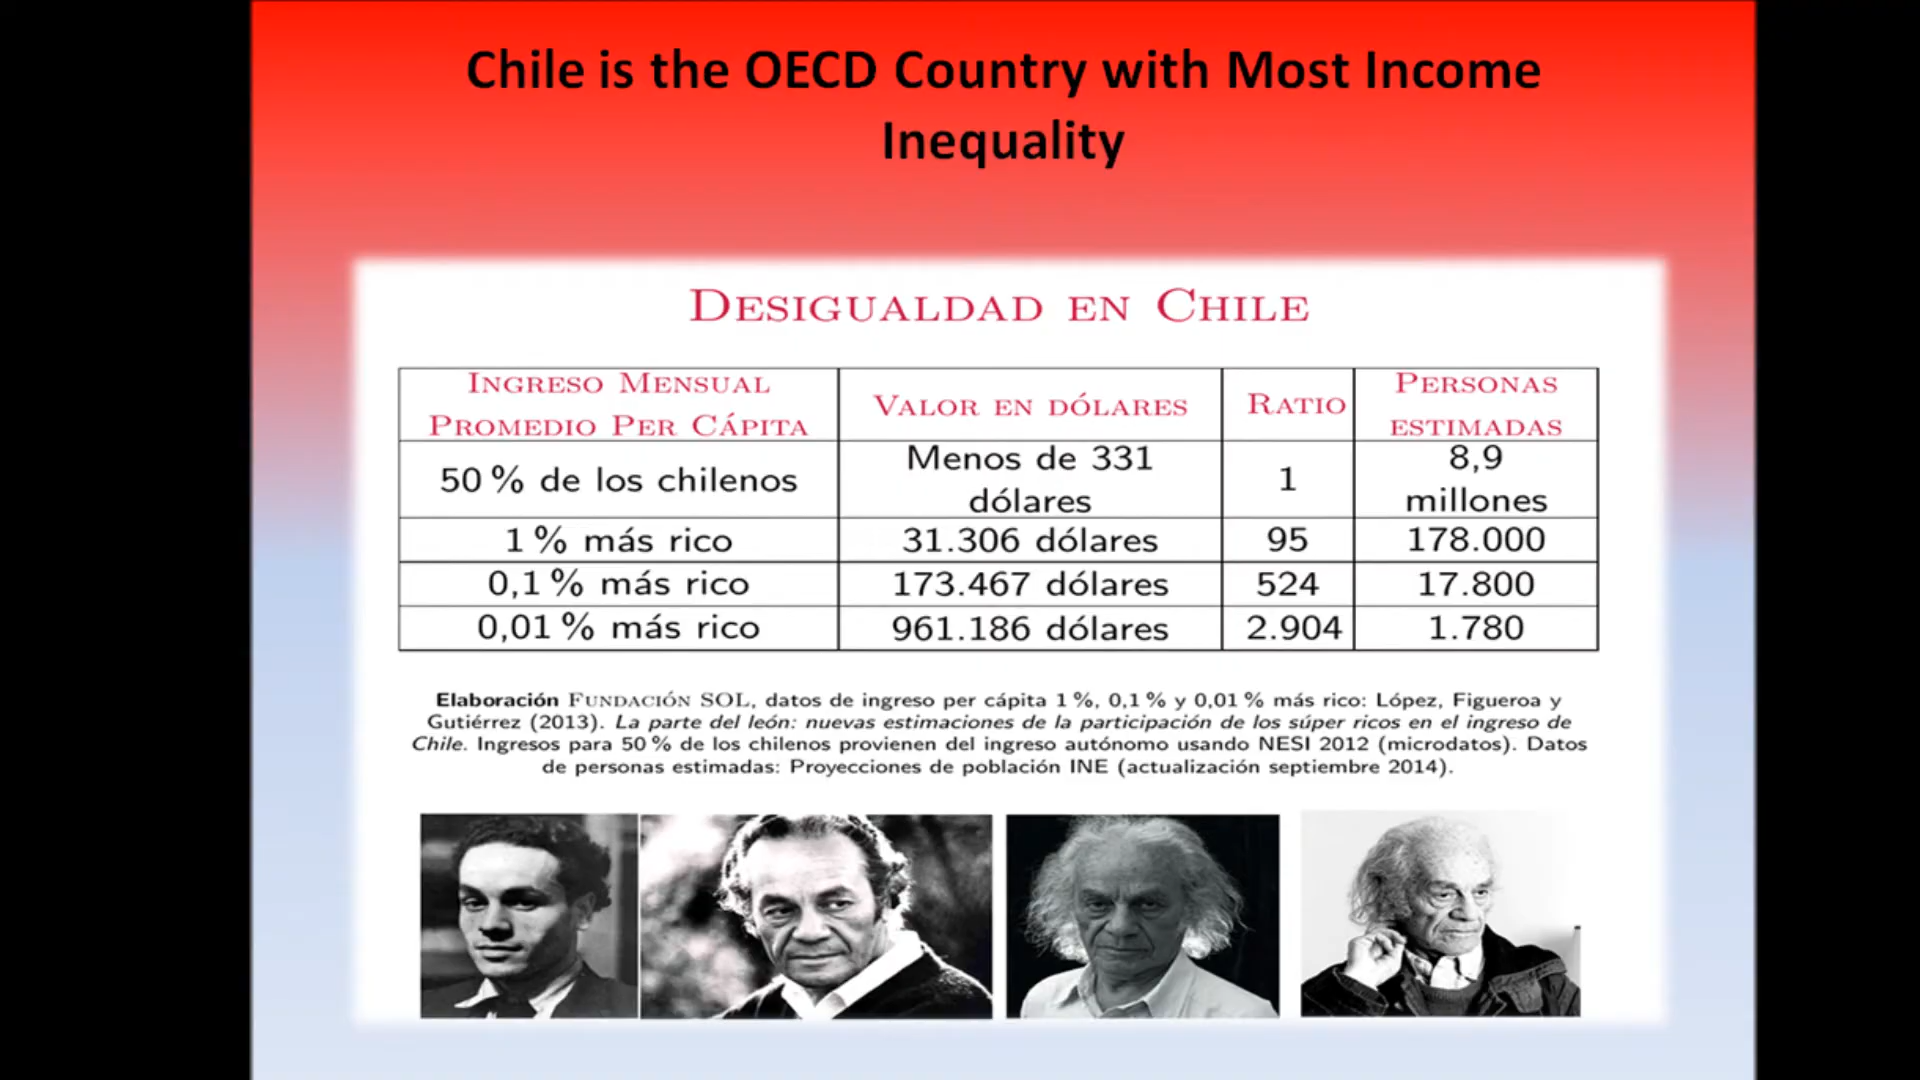 Chile is the OECD Country with Most Income
Inequality
Desigualdad en Chile
Ingreso Mensual
Promedio Per Cápita
Valor en dólares
Ratio
Personas
estimadas
50 % de los chilenos
Menos de 331
dólares
1
8,9
millones
1 % más rico
31.306 dólares
95
178.000
0,1 % más rico
173.467 dólares
524
17.800
0,01 % más rico
961.186 dólares
2.904
1.780
Elaboración Fundación SOL, datos de ingreso per cápita 1 %, 0,1 % y 0,01 % más rico: López, Figueroa y
Gutiérrez (2013). La parte del león: nuevas estimaciones de la participación de los súper ricos en el ingreso de
Chile. Ingresos para 50 % de los chilenos provienen del ingreso autónomo usando NESI 2012 (microdatos). Datos
de personas estimadas: Proyecciones de población INE (actualización septiembre 2014).